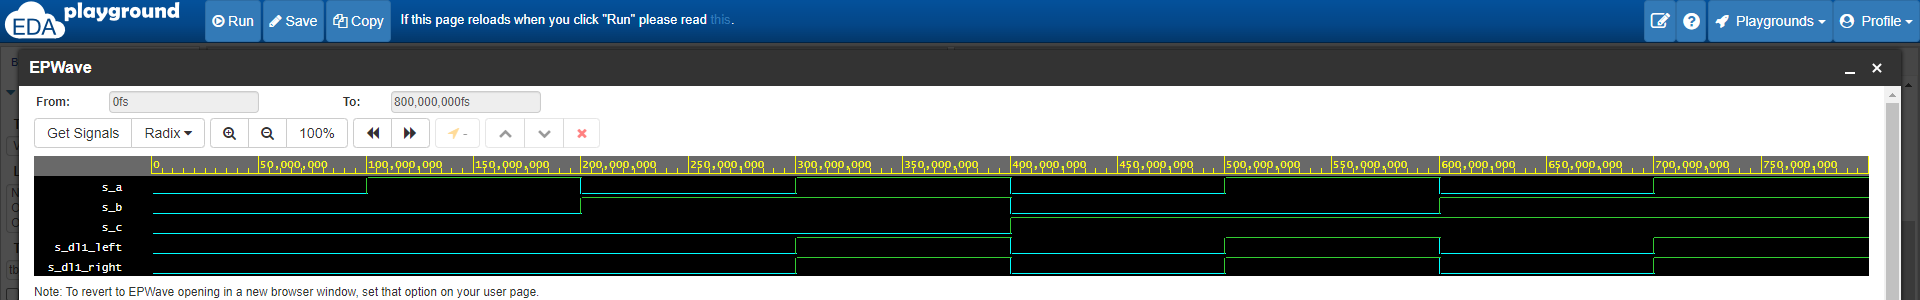 EDA playground
Run Save Copy If this page reloads when you click "Run" please read this. Playgrounds Profile
EPWave
From: 0fs To: 800,000,000fs
Get Signals Radix 100% -
0 50,000,000 100,000,000 150,000,000 200,000,000 250,000,000 300,000,000 350,000,000 400,000,000 450,000,000 500,000,000 550,000,000 600,000,000 650,000,000 700,000,000 750,000,000
s_a
s_b
s_c
s_dl1_left
s_dl1_right
Note: To revert to EPWave opening in a new browser window, set that option on your user page.